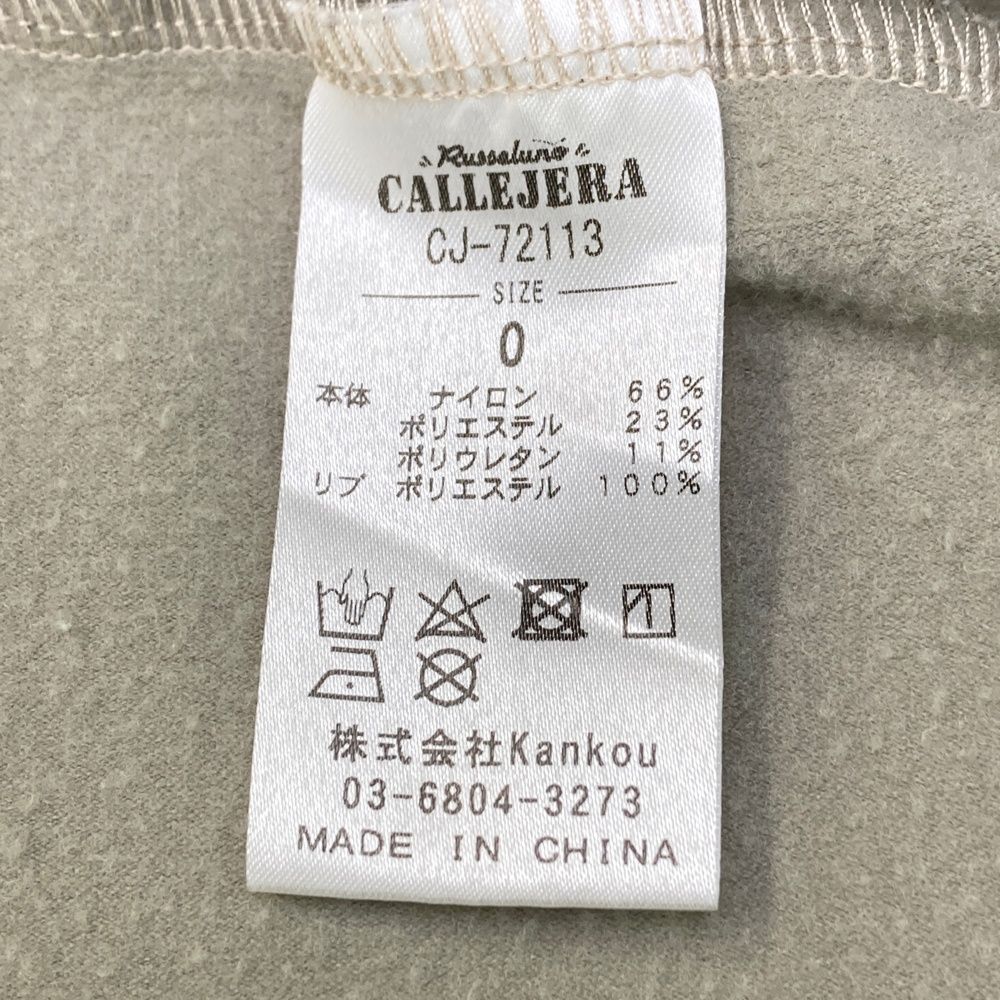 Russaluno
CALLEJERA
CJ-72113
SIZE
0
本体 ナイロン 66%
ポリエステル 23%
ポリウレタン 11%
リブ ポリエステル 100%
株式会社Kankou
03-6804-3273
MADE IN CHINA